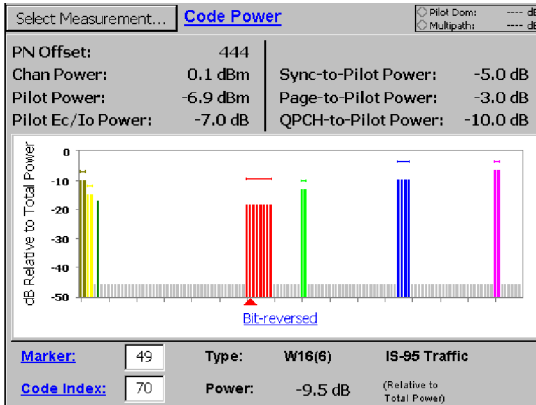 Select Measurement...
Code Power
Pilot Dom: ---- dB
Multipath: ---- dB
PN Offset: 444
Chan Power: 0.1 dBm
Pilot Power: -6.9 dBm
Pilot Ec/Io Power: -7.0 dB
Sync-to-Pilot Power: -5.0 dB
Page-to-Pilot Power: -3.0 dB
QPCH-to-Pilot Power: -10.0 dB
dB Relative to Total Power
0
-10
-20
-30
-40
-50
Bit-reversed
Marker: 49 Type: W16(6) IS-95 Traffic
Code Index: 70 Power: -9.5 dB (Relative to
Total Power)